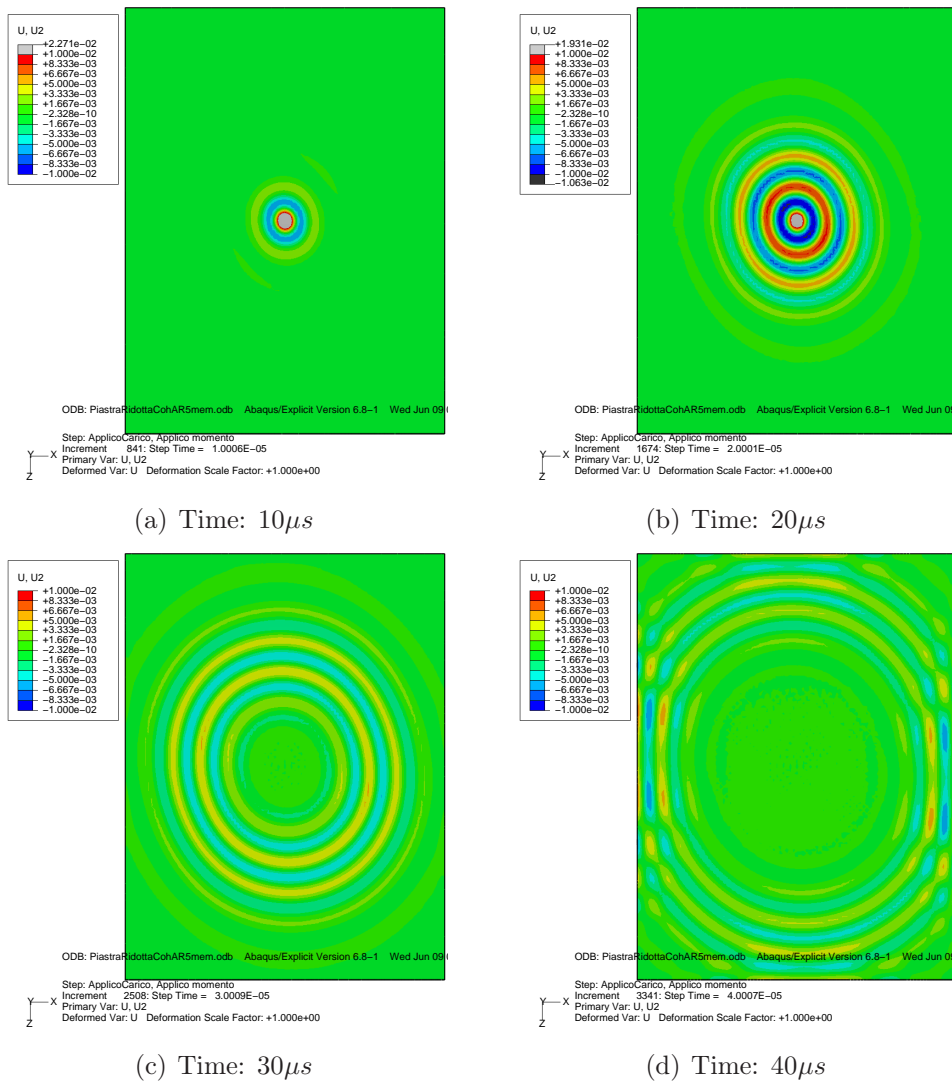 U, U2
+2.271e−02
+1.000e−02
+8.333e−03
+6.667e−03
+5.000e−03
+3.333e−03
+1.667e−03
−2.328e−10
−1.667e−03
−3.333e−03
−5.000e−03
−6.667e−03
−8.333e−03
−1.000e−02
ODB: PiastraRidottaCohAR5mem.odb Abaqus/Explicit Version 6.8−1 Wed Jun 09
Step: ApplicoCarico, Applico momento
Increment 841: Step Time = 1.0006E−05
Primary Var: U, U2
Deformed Var: U Deformation Scale Factor: +1.000e+00
Y X
Z
(a) Time: 10μs
U, U2
+1.931e−02
+1.000e−02
+8.333e−03
+6.667e−03
+5.000e−03
+3.333e−03
+1.667e−03
−2.328e−10
−1.667e−03
−3.333e−03
−5.000e−03
−6.667e−03
−8.333e−03
−1.000e−02
−1.063e−02
ODB: PiastraRidottaCohAR5mem.odb Abaqus/Explicit Version 6.8−1 Wed Jun 09
Step: ApplicoCarico, Applico momento
Increment 1674: Step Time = 2.0001E−05
Primary Var: U, U2
Deformed Var: U Deformation Scale Factor: +1.000e+00
Y X
Z
(b) Time: 20μs
U, U2
+1.000e−02
+8.333e−03
+6.667e−03
+5.000e−03
+3.333e−03
+1.667e−03
−2.328e−10
−1.667e−03
−3.333e−03
−5.000e−03
−6.667e−03
−8.333e−03
−1.000e−02
ODB: PiastraRidottaCohAR5mem.odb Abaqus/Explicit Version 6.8−1 Wed Jun 09
Step: ApplicoCarico, Applico momento
Increment 2508: Step Time = 3.0009E−05
Primary Var: U, U2
Deformed Var: U Deformation Scale Factor: +1.000e+00
Y X
Z
(c) Time: 30μs
U, U2
+1.000e−02
+8.333e−03
+6.667e−03
+5.000e−03
+3.333e−03
+1.667e−03
−2.328e−10
−1.667e−03
−3.333e−03
−5.000e−03
−6.667e−03
−8.333e−03
−1.000e−02
ODB: PiastraRidottaCohAR5mem.odb Abaqus/Explicit Version 6.8−1 Wed Jun 09
Step: ApplicoCarico, Applico momento
Increment 3341: Step Time = 4.0007E−05
Primary Var: U, U2
Deformed Var: U Deformation Scale Factor: +1.000e+00
Y X
Z
(d) Time: 40μs